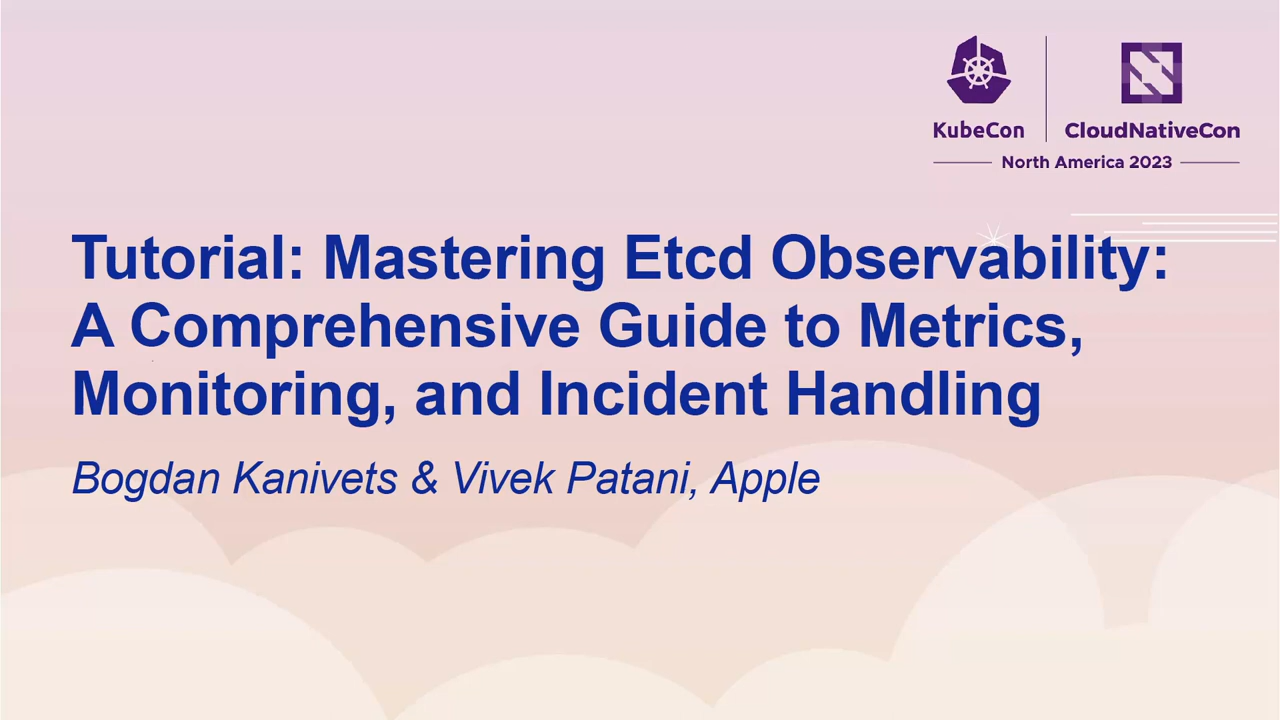 KubeCon
CloudNativeCon
North America 2023
Tutorial: Mastering Etcd Observability:
A Comprehensive Guide to Metrics,
Monitoring, and Incident Handling
Bogdan Kanivets & Vivek Patani, Apple